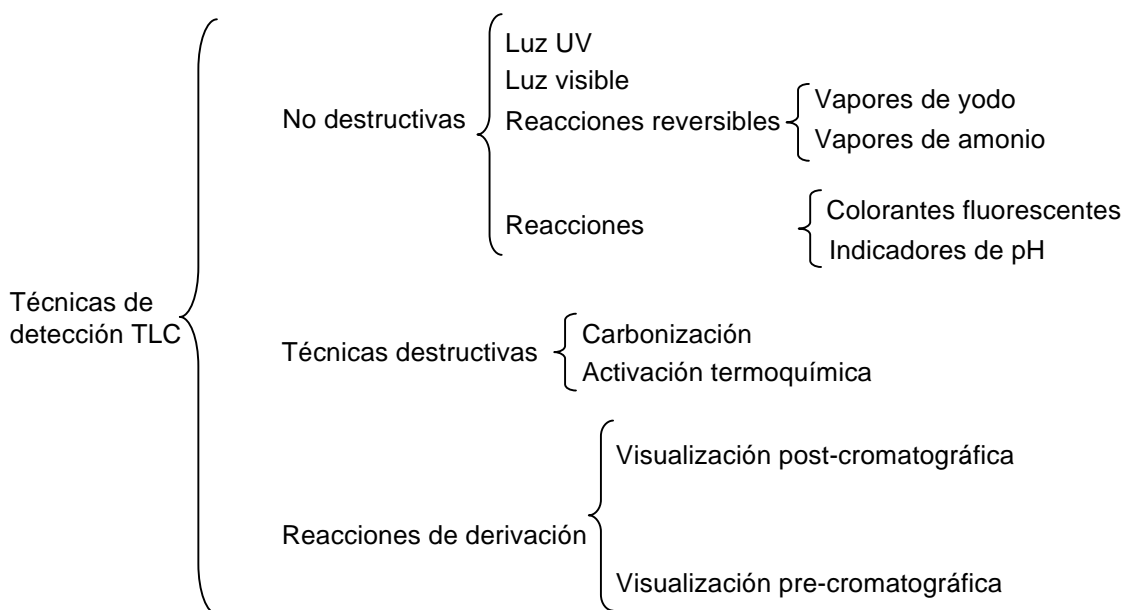 Técnicas de
detección TLC
No destructivas
Luz UV
Luz visible
Reacciones reversibles
Vapores de yodo
Vapores de amonio
Reacciones
Colorantes fluorescentes
Indicadores de pH
Técnicas destructivas
Carbonización
Activación termoquímica
Reacciones de derivación
Visualización post-cromatográfica
Visualización pre-cromatográfica